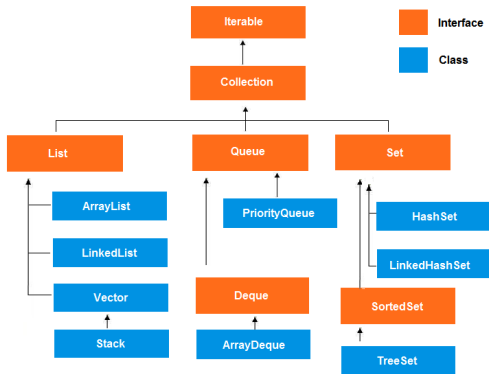 Iterable
Interface
Class
Collection
List
Queue
Set
ArrayList
PriorityQueue
HashSet
LinkedList
LinkedHashSet
Vector
Deque
SortedSet
Stack
ArrayDeque
TreeSet